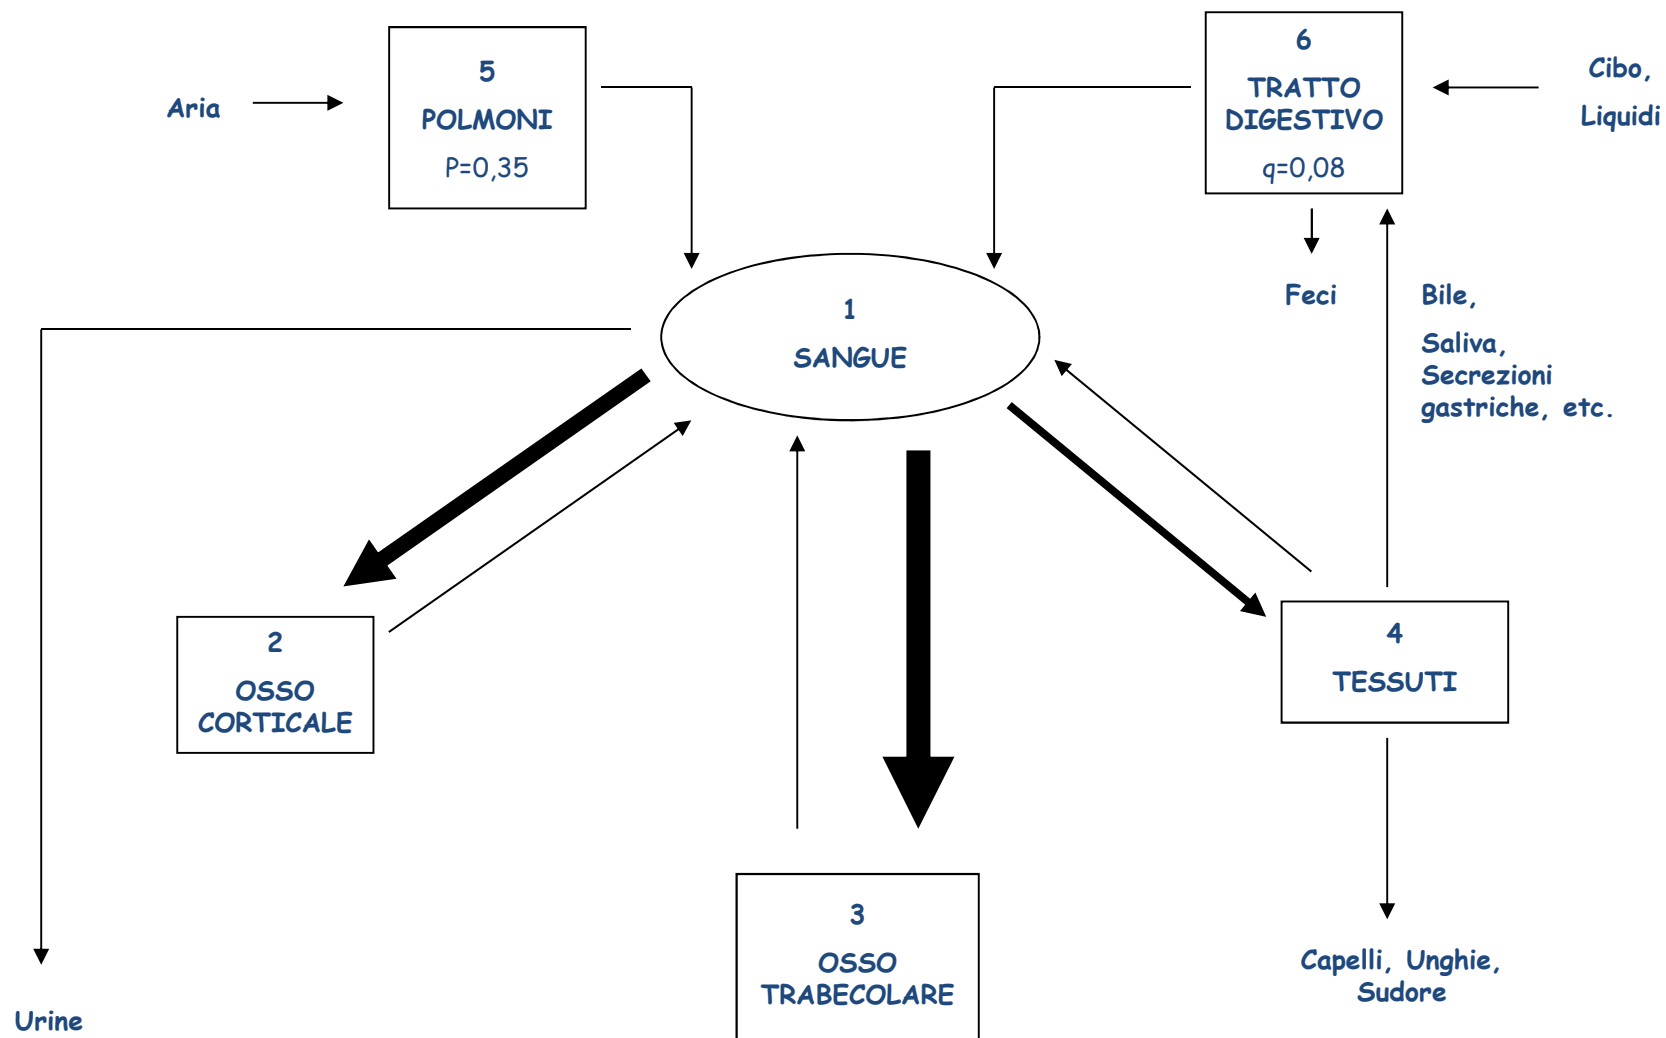 5
POLMONI
P=0,35
Aria
6
TRATTO
DIGESTIVO
q=0,08
Cibo,
Liquidi
Feci
Bile,
Saliva,
Secrezioni
gastriche, etc.
1
SANGUE
2
OSSO
CORTICALE
4
TESSUTI
3
OSSO
TRABECOLARE
Capelli, Unghie,
Sudore
Urine